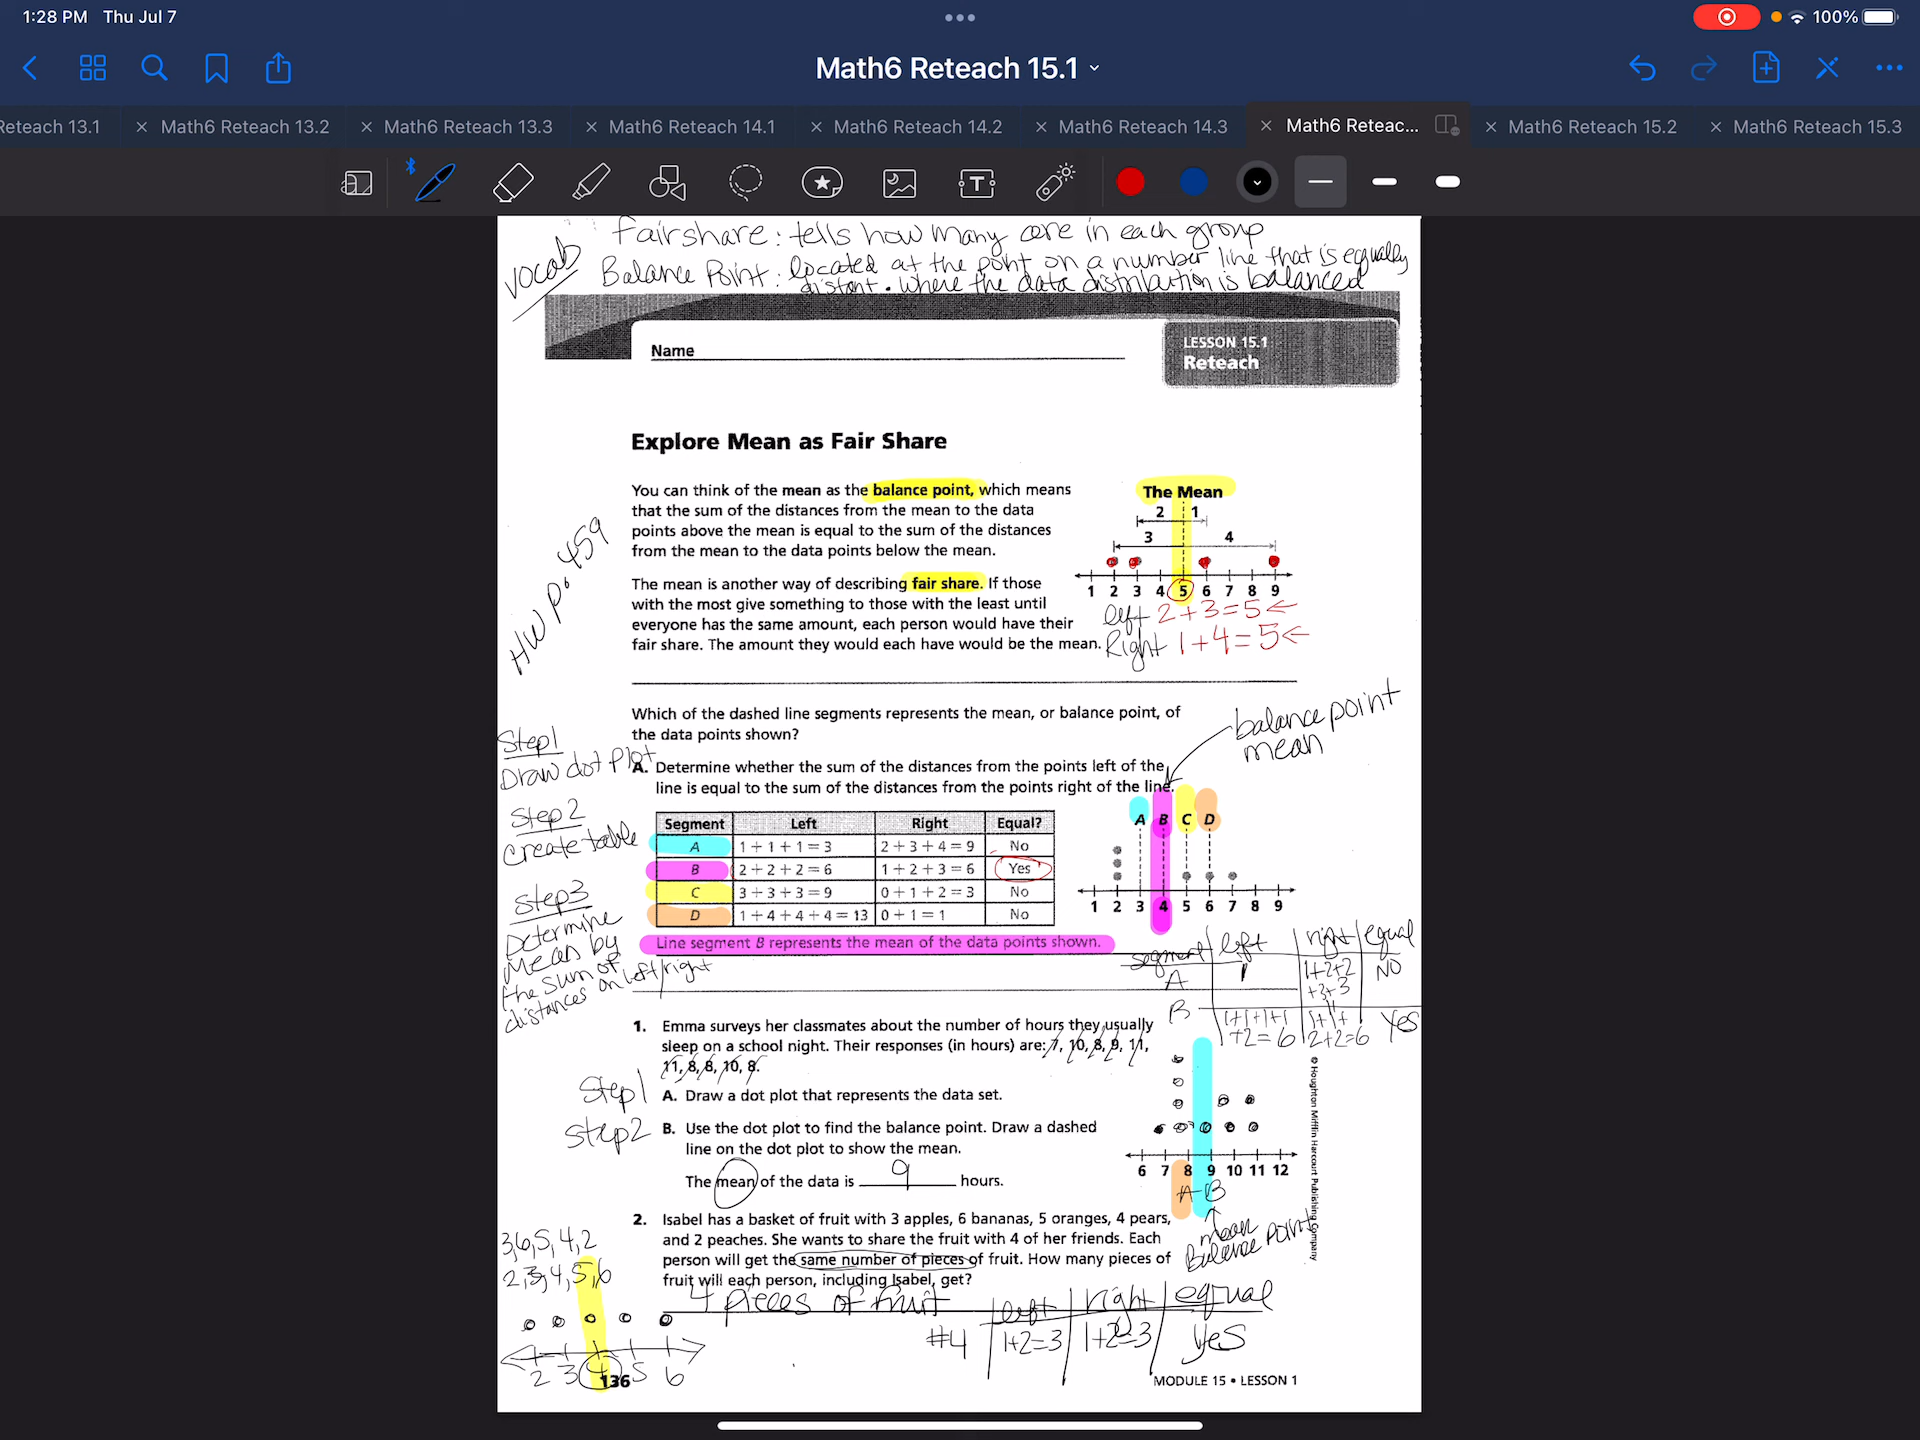 1:28 PM Thu Jul 7
100%
Math6 Reteach 15.1
Reteach 13.1
Math6 Reteach 13.2
Math6 Reteach 13.3
Math6 Reteach 14.1
Math6 Reteach 14.2
Math6 Reteach 14.3
Math6 Reteac...
Math6 Reteach 15.2
Math6 Reteach 15.3
vocab
Fairshare: tells how many are in each group
Balance Point: located at the point on a number line that is equally
distant. where the data distribution is balanced
Name
LESSON 15.1
Reteach
Explore Mean as Fair Share
You can think of the mean as the balance point, which means
that the sum of the distances from the mean to the data
points above the mean is equal to the sum of the distances
from the mean to the data points below the mean.
The mean is another way of describing fair share. If those
with the most give something to those with the least until
everyone has the same amount, each person would have their
fair share. The amount they would each have would be the mean.
HW p. 459
The Mean
2 1
3 4
1 2 3 4 5 6 7 8 9
left 2+3=5
Right 1+4=5
Which of the dashed line segments represents the mean, or balance point, of
the data points shown?
balance point
mean
Step1
Draw dot plot
A. Determine whether the sum of the distances from the points left of the
line is equal to the sum of the distances from the points right of the line.
Step 2
create table
Segment Left Right Equal?
A 1 + 1 + 1 = 3 2 + 3 + 4 = 9 No
B 2 + 2 + 2 = 6 1 + 2 + 3 = 6 Yes
C 3 + 3 + 3 = 9 0 + 1 + 2 = 3 No
D 1 + 4 + 4 + 4 = 13 0 + 1 = 1 No
A B C D
1 2 3 4 5 6 7 8 9
Line segment B represents the mean of the data points shown.
Step3
Determine
Mean by
the sum of
distances on left/right
segment left right equal
A 1 1+2+2
+3+3 NO
B 1+1+1+1
+2=6 1+1+
2+2=6 Yes
1. Emma surveys her classmates about the number of hours they usually
sleep on a school night. Their responses (in hours) are: 7, 10, 8, 9, 11,
11, 8, 8, 10, 8.
Step1
A. Draw a dot plot that represents the data set.
Step2
B. Use the dot plot to find the balance point. Draw a dashed
line on the dot plot to show the mean.
The mean of the data is 9 hours.
6 7 8 9 10 11 12
A B
mean
Balance Point
© Houghton Mifflin Harcourt Publishing Company
2. Isabel has a basket of fruit with 3 apples, 6 bananas, 5 oranges, 4 pears,
and 2 peaches. She wants to share the fruit with 4 of her friends. Each
person will get the same number of pieces of fruit. How many pieces of
fruit will each person, including Isabel, get?
4 pieces of fruit
3,6,5,4,2
2,3,4,5,6
2 3 4 5 6
left right equal
#4 1+2=3 1+2=3 Yes
136
MODULE 15 • LESSON 1